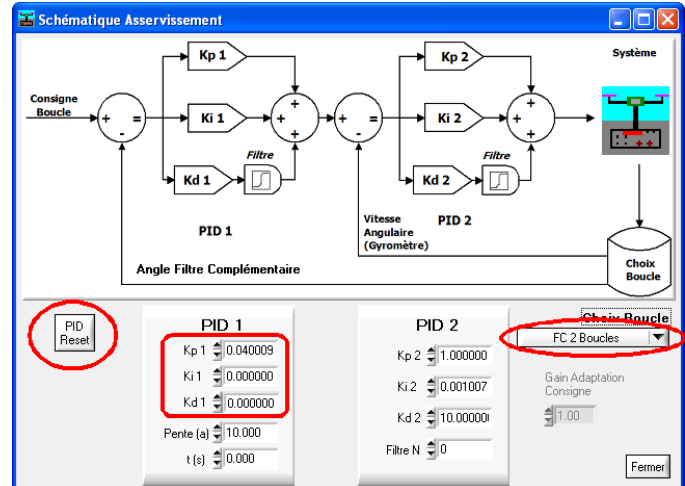 Schématique Asservissement
Kp 1
Kp 2
Système
Consigne
Boucle
+
=
-
Ki 1
+
+
+
+
=
-
Ki 2
+
+
+
Filtre
Filtre
Kd 1
Kd 2
PID 1
Vitesse
Angulaire
(Gyromètre)
PID 2
Angle Filtre Complémentaire
Choix
Boucle
PID
Reset
PID 1
Kp 1 0.040009
Ki 1 0.000000
Kd 1 0.000000
Pente (a) 10.000
t (s) 0.000
PID 2
Kp 2 1.000000
Ki 2 0.001007
Kd 2 10.00000
Filtre N 0
Choix Boucle
FC 2 Boucles
Gain Adaptation
Consigne
1.00
Fermer